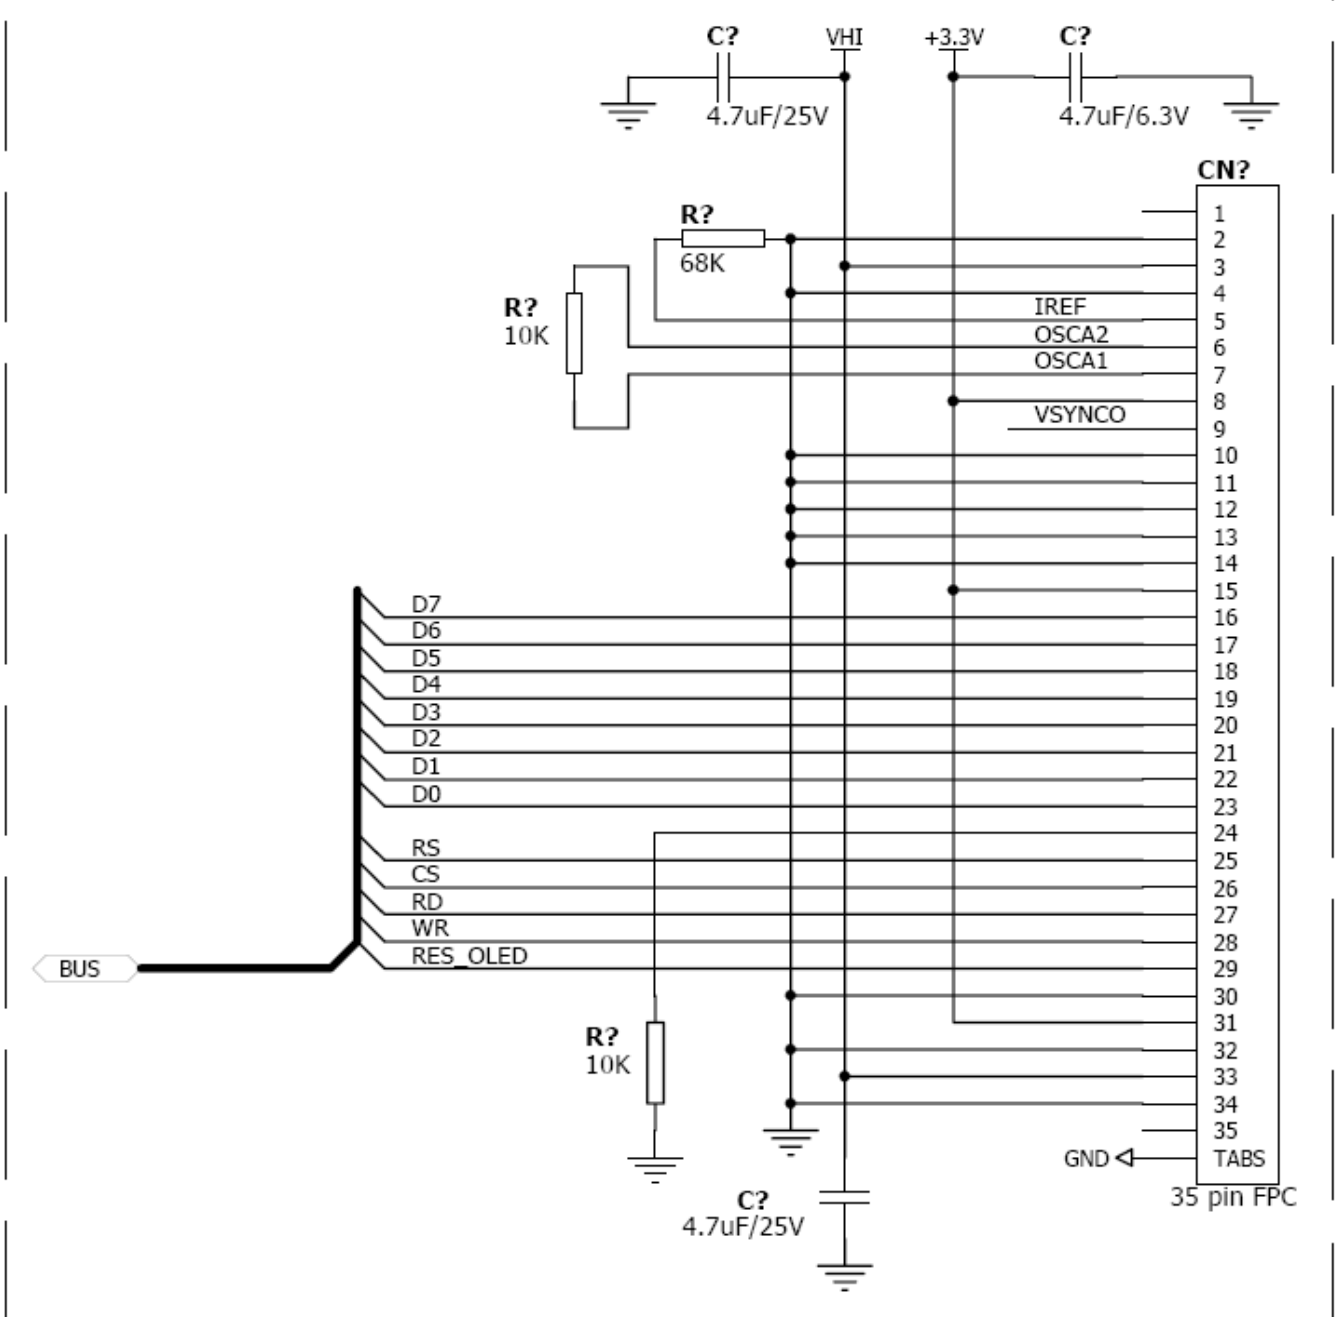 C? VHI +3.3V C?
4.7uF/25V 4.7uF/6.3V
CN?
1
R?
2
68K 3
4
R? IREF
10K 5
OSCA2
6
OSCA1
7
8
VSYNCO
9
10
11
12
13
14
15
D7
16
D6
17
D5
18
D4
19
D3
20
D2
21
D1
22
D0
23
24
RS
25
CS
26
RD
27
WR
28
RES_OLED
BUS 29
30
31
R?
10K 32
33
34
35
GND TABS
C? 35 pin FPC
4.7uF/25V